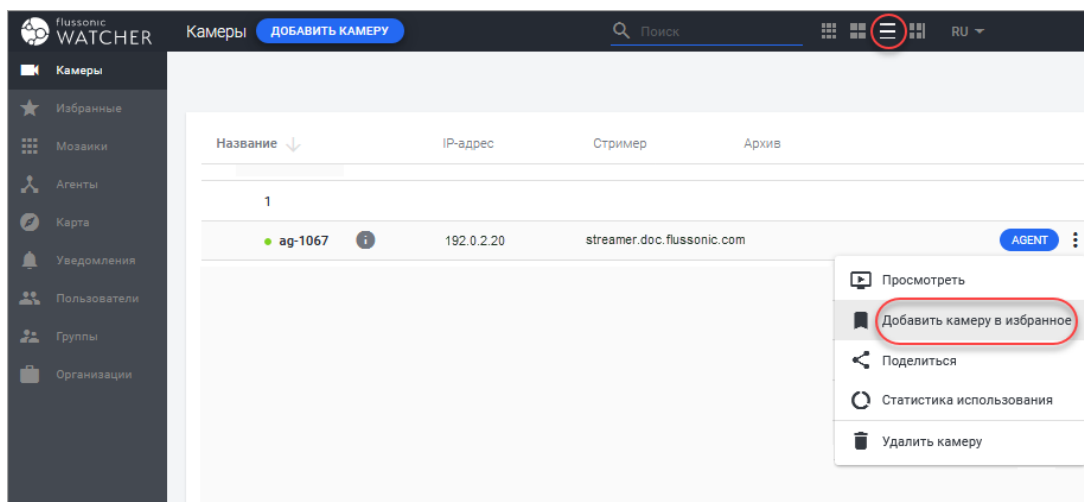 flussonic
WATCHER
Камеры ДОБАВИТЬ КАМЕРУ Поиск RU
Камеры
Избранные
Мозаики
Агенты
Карта
Уведомления
Пользователи
Группы
Организации
Название IP-адрес Стример Архив
1
ag-1067 i 192.0.2.20 streamer.doc.flussonic.com AGENT
Просмотреть
Добавить камеру в избранное
Поделиться
Статистика использования
Удалить камеру